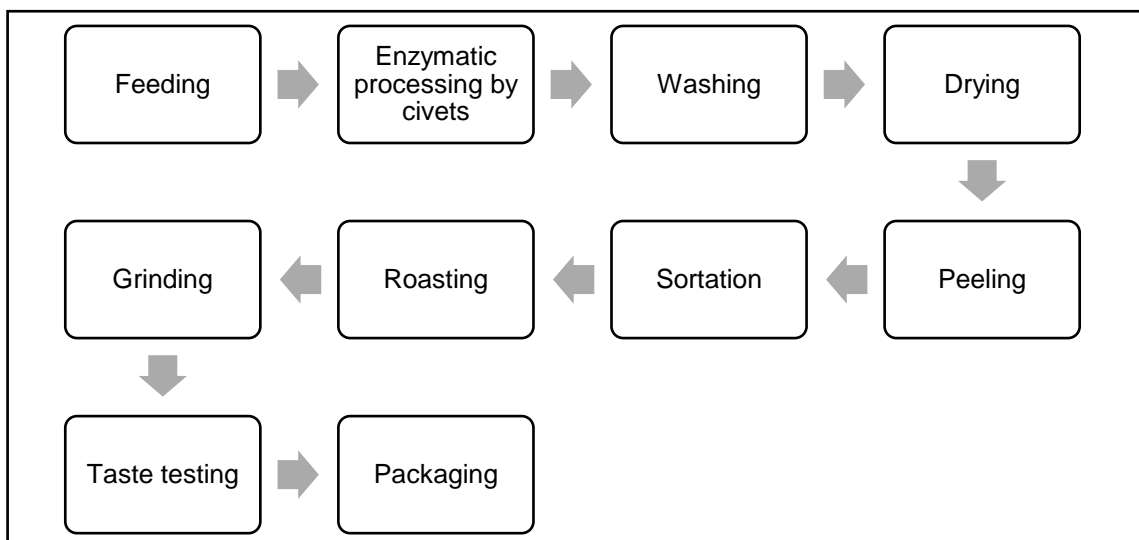 Feeding
Enzymatic
processing by
civets
Washing
Drying
Peeling
Sortation
Roasting
Grinding
Taste testing
Packaging